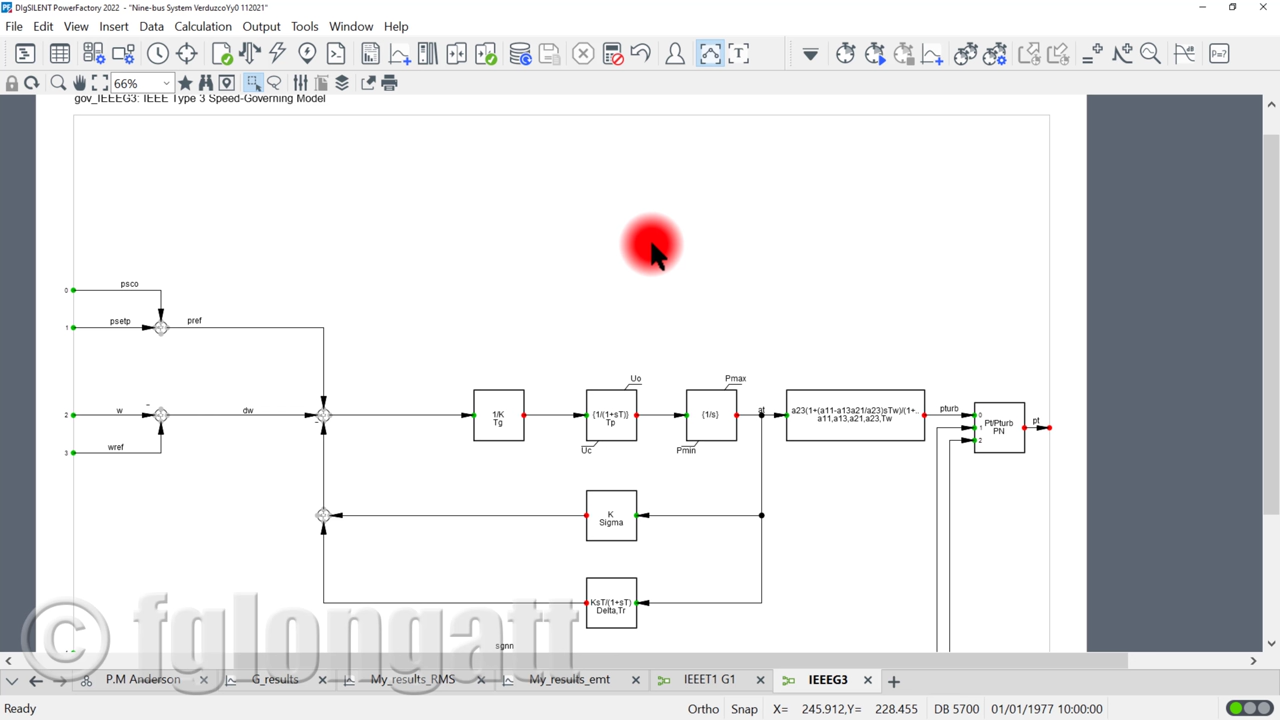 DIgSILENT PowerFactory 2022 - "Nine-bus System VerduzcoYy0 112021"
File Edit View Insert Data Calculation Output Tools Window Help
T P=?
66%
gov_IEEEG3: IEEE Type 3 Speed-Governing Model
psco
0
psetp
pref
1
Uo
Pmax
w
-
dw
-
1/K
Tg
{1/(1+sT)}
Tp
{1/s}
at
a23(1+(a11-a13a21/a23)sTw)/(1+..
a11,a13,a21,a23,Tw
pturb
0
1
2
Pt/Pturb
PN
pt
2
wref
3
Uc
Pmin
K
Sigma
KsT/(1+sT)
Delta,Tr
sgnn
© fglongatt
P.M Anderson G_results My_results_RMS My_results_emt IEEET1 G1 IEEEG3
Ready Ortho Snap X= 245.912,Y= 228.455 DB 5700 01/01/1977 10:00:00